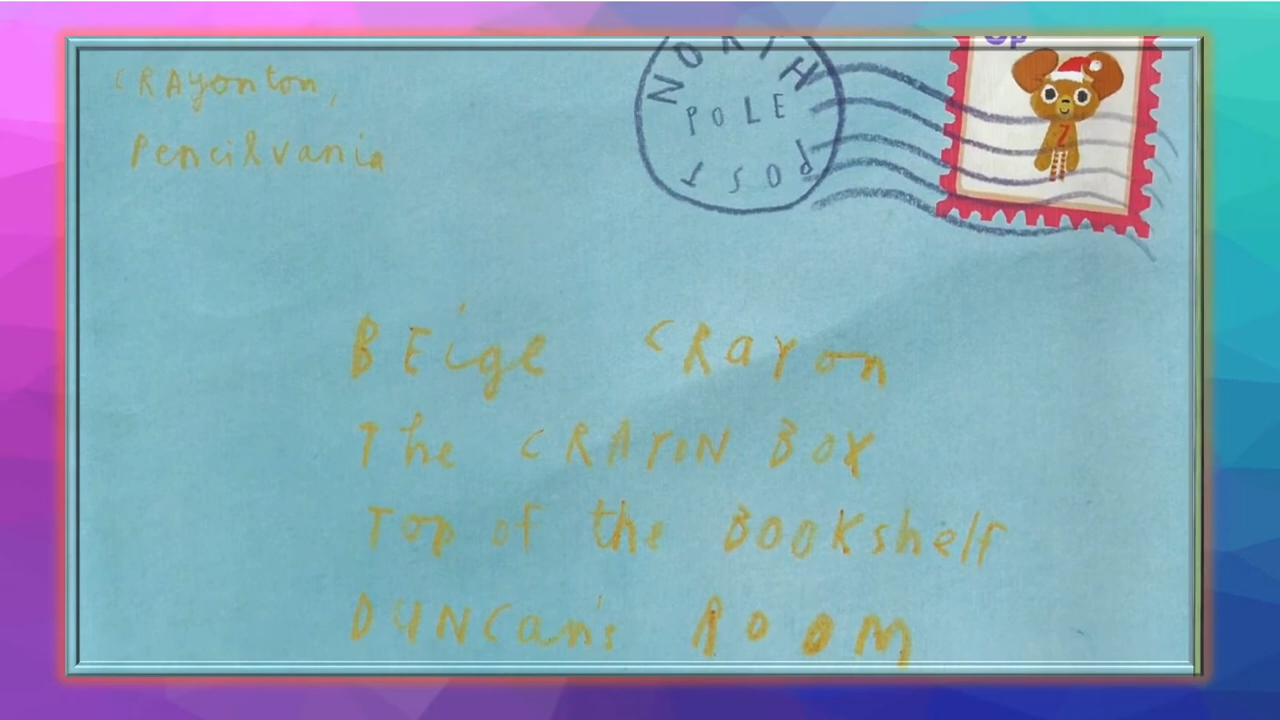 CRAyonton,
Pencilvania
NORTH
POLE
POST
BEige CRayon
The CRAYON BOX
Top of the BOOKshelf
DUNCan's ROOM